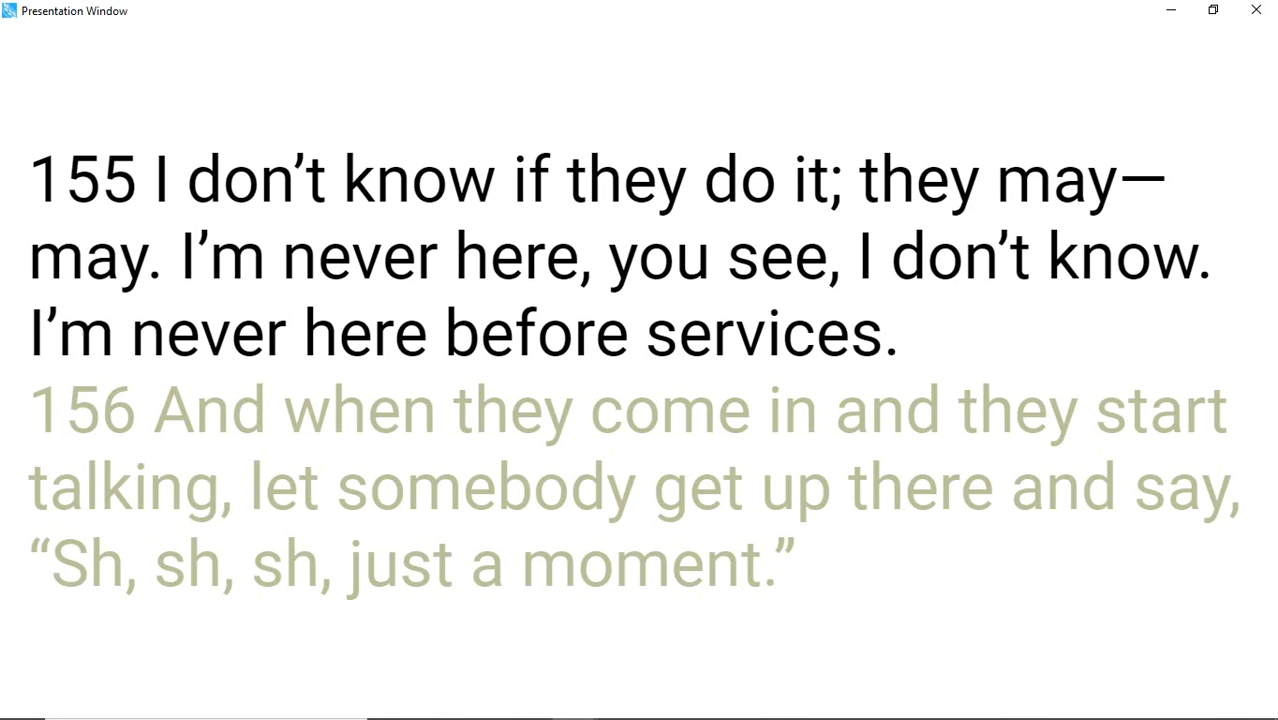 Presentation Window
155 I don’t know if they do it; they may—
may. I’m never here, you see, I don’t know.
I’m never here before services.
156 And when they come in and they start
talking, let somebody get up there and say,
“Sh, sh, sh, just a moment.”